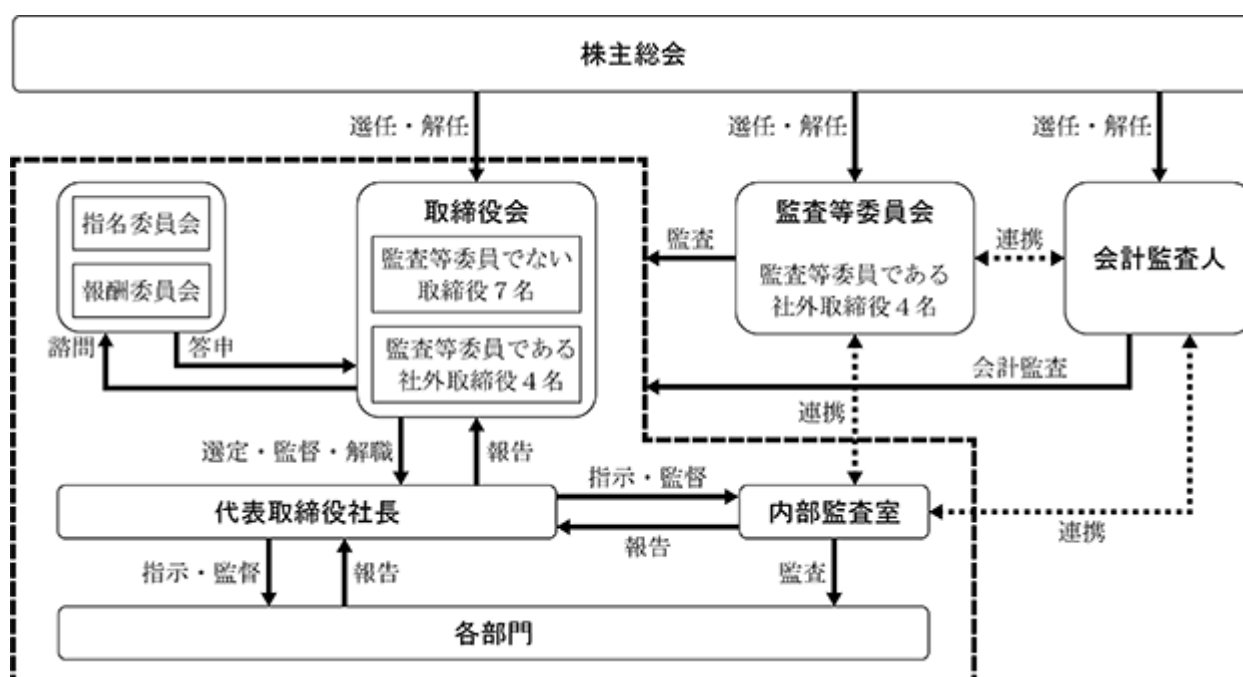 株主総会
選任・解任
選任・解任
選任・解任
指名委員会
報酬委員会
取締役会
監査等委員でない
取締役7名
監査等委員である
社外取締役4名
監査
監査等委員会
監査等委員である
社外取締役4名
連携
会計監査人
諮問
答申
会計監査
連携
選定・監督・解職
報告
代表取締役社長
指示・監督
報告
内部監査室
連携
指示・監督
報告
監査
各部門